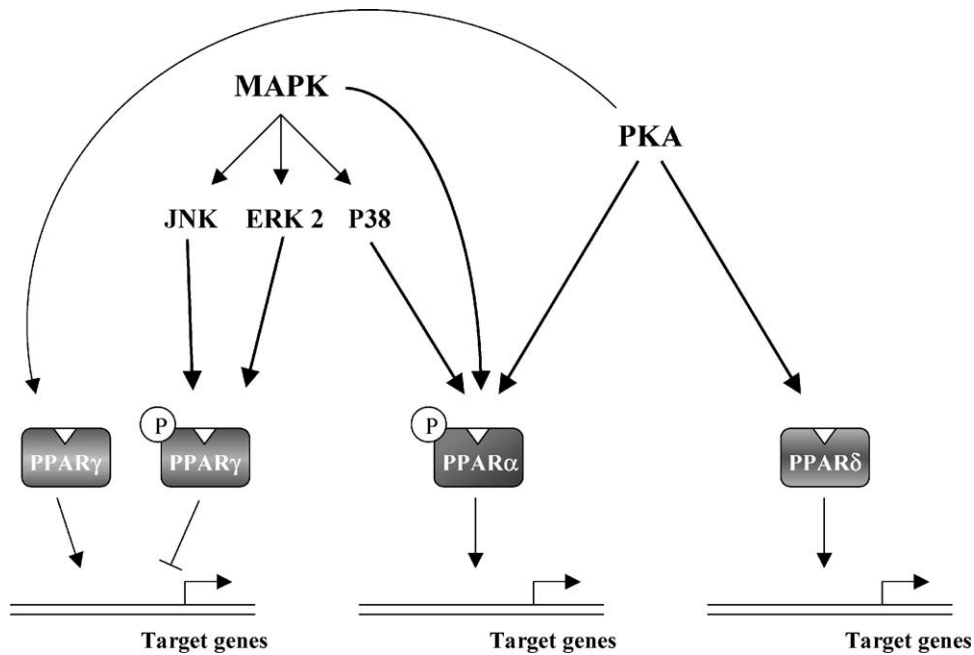 MAPK
PKA
JNK ERK 2 P38
P P
PPARγ PPARγ PPARα PPARδ
Target genes Target genes Target genes